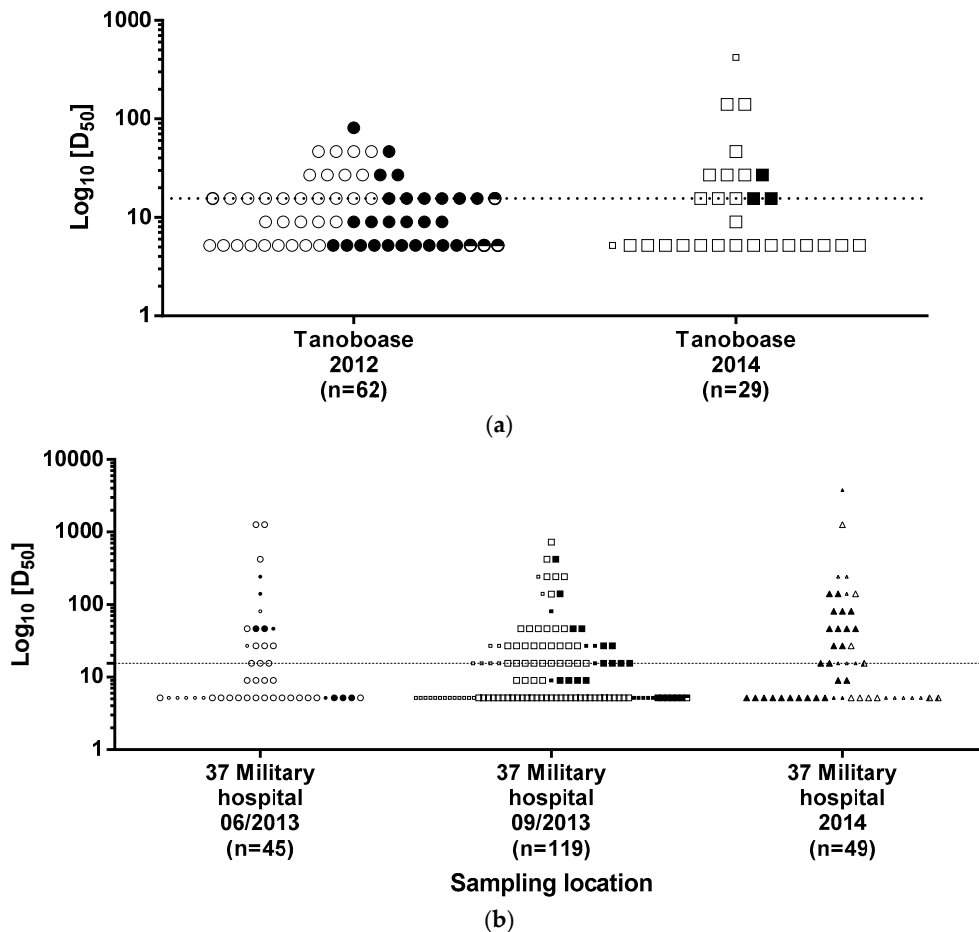 1000
100
10
1
Log10 [D50]
Tanoboase
2012
(n=62)
Tanoboase
2014
(n=29)
(a)
10000
1000
100
10
1
Log10 [D50]
37 Military
hospital
06/2013
(n=45)
37 Military
hospital
09/2013
(n=119)
37 Military
hospital
2014
(n=49)
Sampling location
(b)